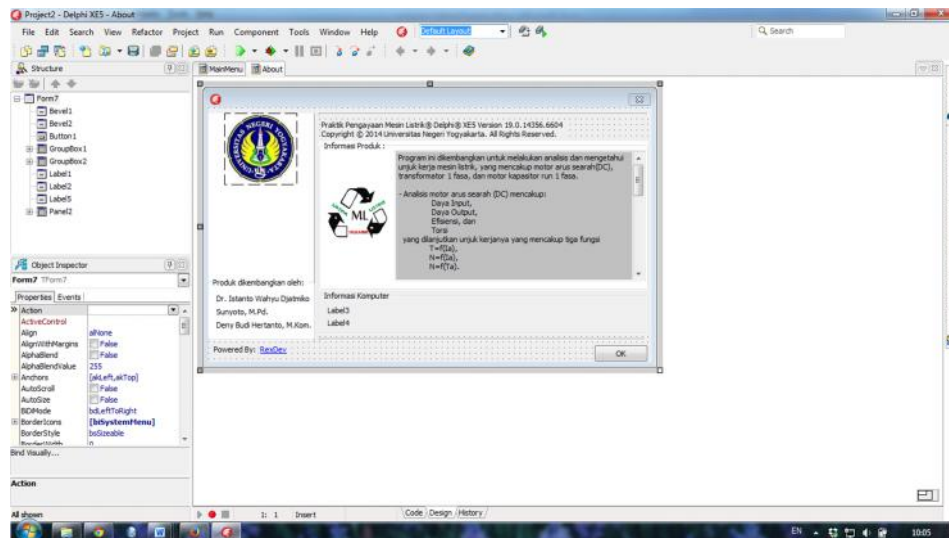 Project2 - Delphi XE5 - About
File Edit Search View Refactor Project Run Component Tools Window Help
Default Layout
Search
Structure
MainMenu
About
Form7
Bevel1
Bevel2
Button1
GroupBox1
GroupBox2
Label1
Label2
Label5
Panel2
Object Inspector
Form7 TForm7
Properties Events
Action
ActiveControl
Align alNone
AlignWithMargins False
AlphaBlend False
AlphaBlendValue 255
Anchors [akLeft,akTop]
AutoScroll False
AutoSize False
BiDiMode bdLeftToRight
BorderIcons [biSystemMenu]
BorderStyle bsSizeable
BorderWidth 0
Bind Visually...
Action
All shown
UNIVERSITAS NEGERI YOGYAKARTA
Praktik Pengayaan Mesin Listrik® Delphi® XE5 Version 19.0.14356.6604
Copyright © 2014 Universitas Negeri Yogyakarta. All Rights Reserved.
Informasi Produk :
ML
Program ini dikembangkan untuk melakukan analisis dan mengetahui
unjuk kerja mesin listrik, yang mencakup motor arus searah(DC),
transformator 1 fasa, dan motor kapasitor run 1 fasa.
- Analisis motor arus searah (DC) mencakup:
Daya Input,
Daya Output,
Efisiensi, dan
Torsi
yang dilanjutkan unjuk kerjanya yang mencakup tiga fungsi
T=f(Ia),
N=f(Ia),
N=f(Ta).
Produk dikembangkan oleh:
Dr. Istanto Wahyu Djatmiko
Sunyoto, M.Pd.
Deny Budi Hertanto, M.Kom.
Informasi Komputer
Label3
Label4
Powered By: RexDev
OK
1: 1 Insert
Code Design History
EN
10:05